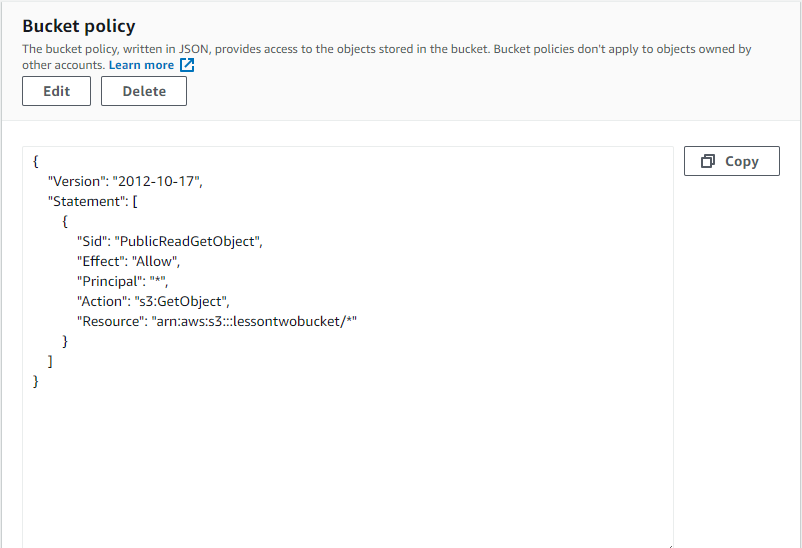 Bucket policy
The bucket policy, written in JSON, provides access to the objects stored in the bucket. Bucket policies don't apply to objects owned by
other accounts. Learn more
Edit
Delete
Copy
{
"Version": "2012-10-17",
"Statement": [
{
"Sid": "PublicReadGetObject",
"Effect": "Allow",
"Principal": "*",
"Action": "s3:GetObject",
"Resource": "arn:aws:s3:::lessontwobucket/*"
}
]
}